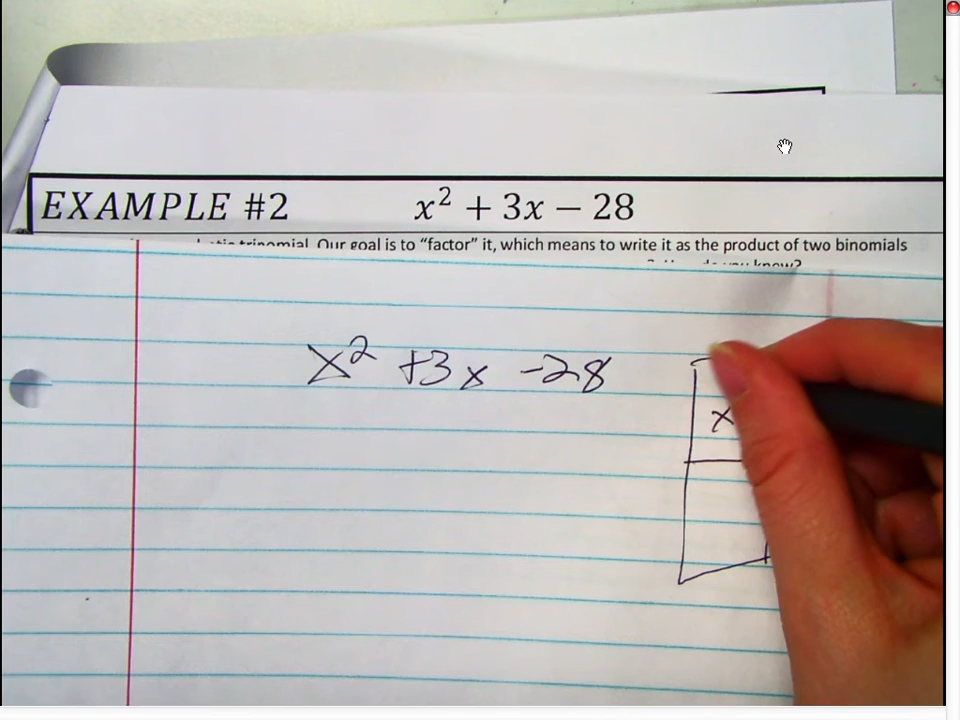 EXAMPLE #2 x² + 3x − 28
trinomial. Our goal is to “factor” it, which means to write it as the product of two binomials
know?
x² +3x -28
x